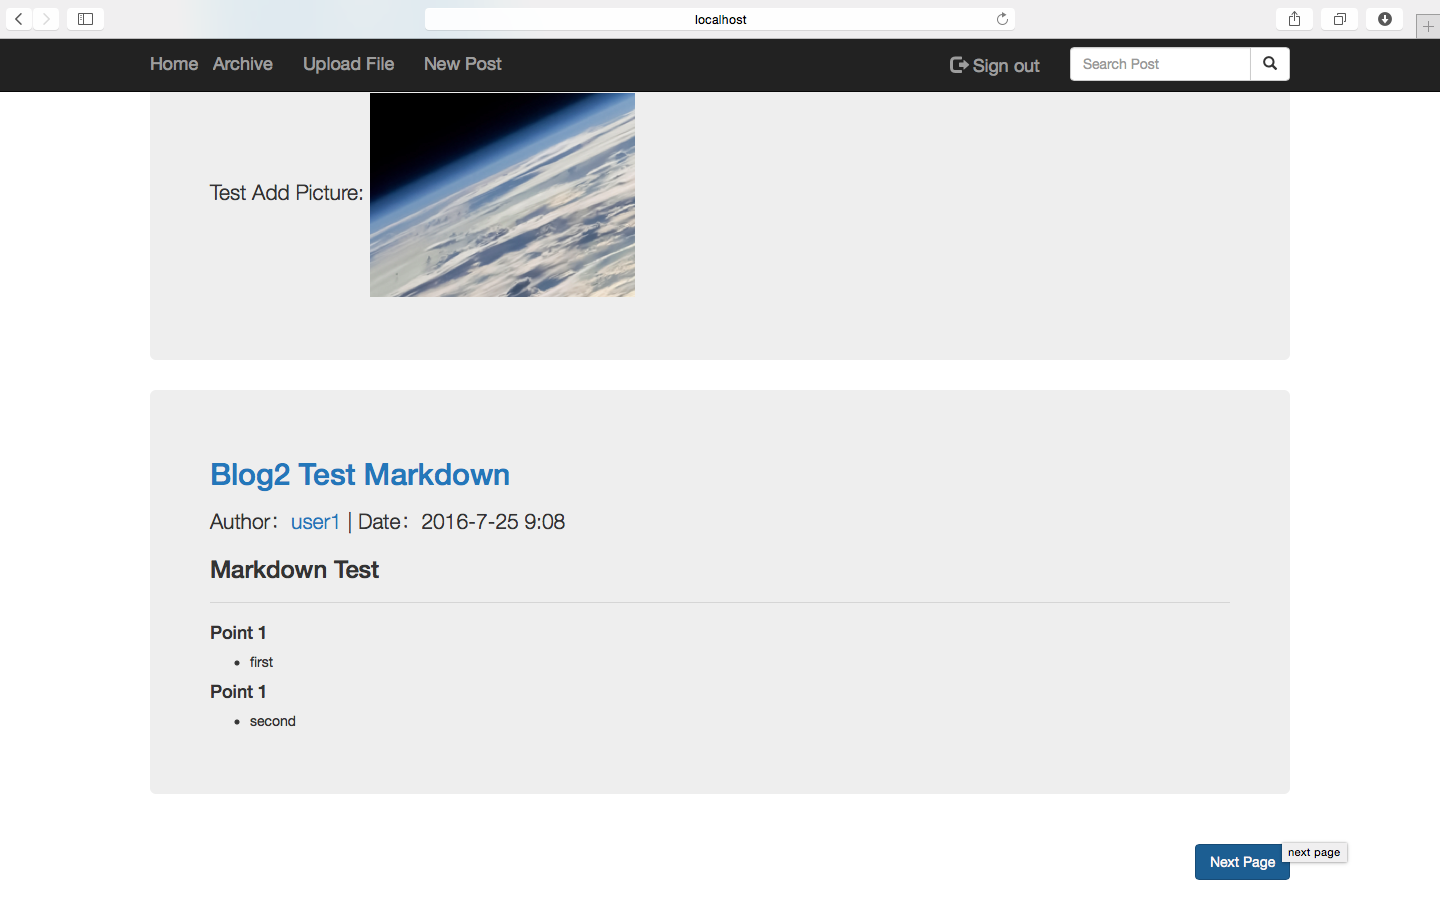 localhost
Home Archive Upload File New Post Sign out Search Post
Test Add Picture:
Blog2 Test Markdown
Author： user1 | Date： 2016-7-25 9:08
Markdown Test
Point 1
• first
Point 1
• second
Next Page
next page